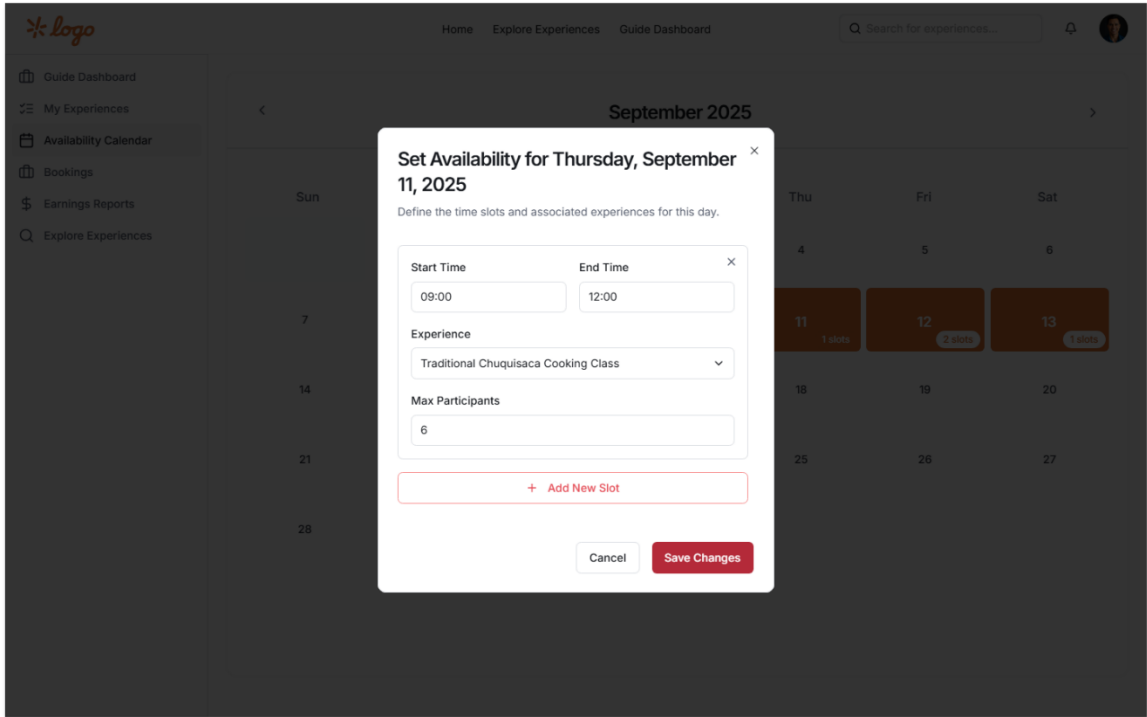 logo
Home Explore Experiences Guide Dashboard
Search for experiences...
Guide Dashboard
My Experiences
Availability Calendar
Bookings
Earnings Reports
Explore Experiences
September 2025
Sun Thu Fri Sat
4 5 6
7 11 12 13
1 slots 2 slots 1 slots
14 18 19 20
21 25 26 27
28
Set Availability for Thursday, September
11, 2025
Define the time slots and associated experiences for this day.
Start Time End Time
09:00 12:00
Experience
Traditional Chuquisaca Cooking Class
Max Participants
6
+ Add New Slot
Cancel Save Changes